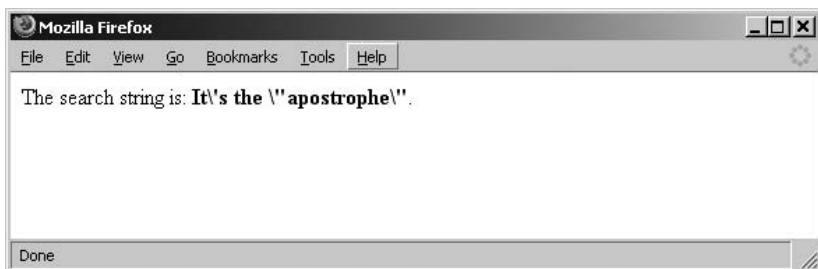 Mozilla Firefox
File Edit View Go Bookmarks Tools Help
The search string is: It\'s the \"apostrophe\".
Done